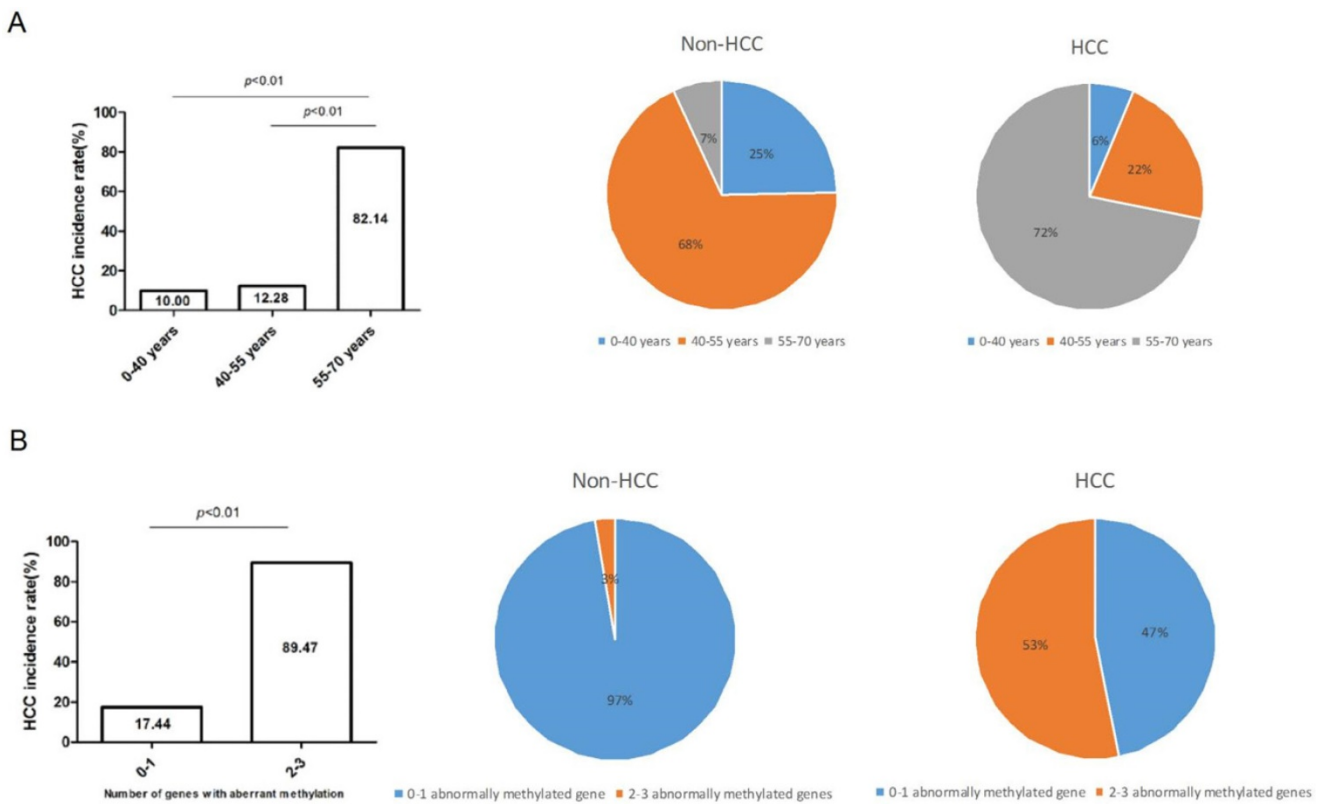 A
Non-HCC
HCC
p<0.01
p<0.01
HCC incidence rate(%)
100
80
60
40
20
0
10.00
12.28
82.14
0-40 years
40-55 years
55-70 years
7%
25%
68%
6%
22%
72%
0-40 years 40-55 years 55-70 years
0-40 years 40-55 years 55-70 years
B
Non-HCC
HCC
p<0.01
HCC incidence rate(%)
100
80
60
40
20
0
17.44
89.47
0-1
2-3
Number of genes with aberrant methylation
3%
97%
53%
47%
0-1 abnormally methylated gene 2-3 abnormally methylated genes
0-1 abnormally methylated gene 2-3 abnormally methylated genes